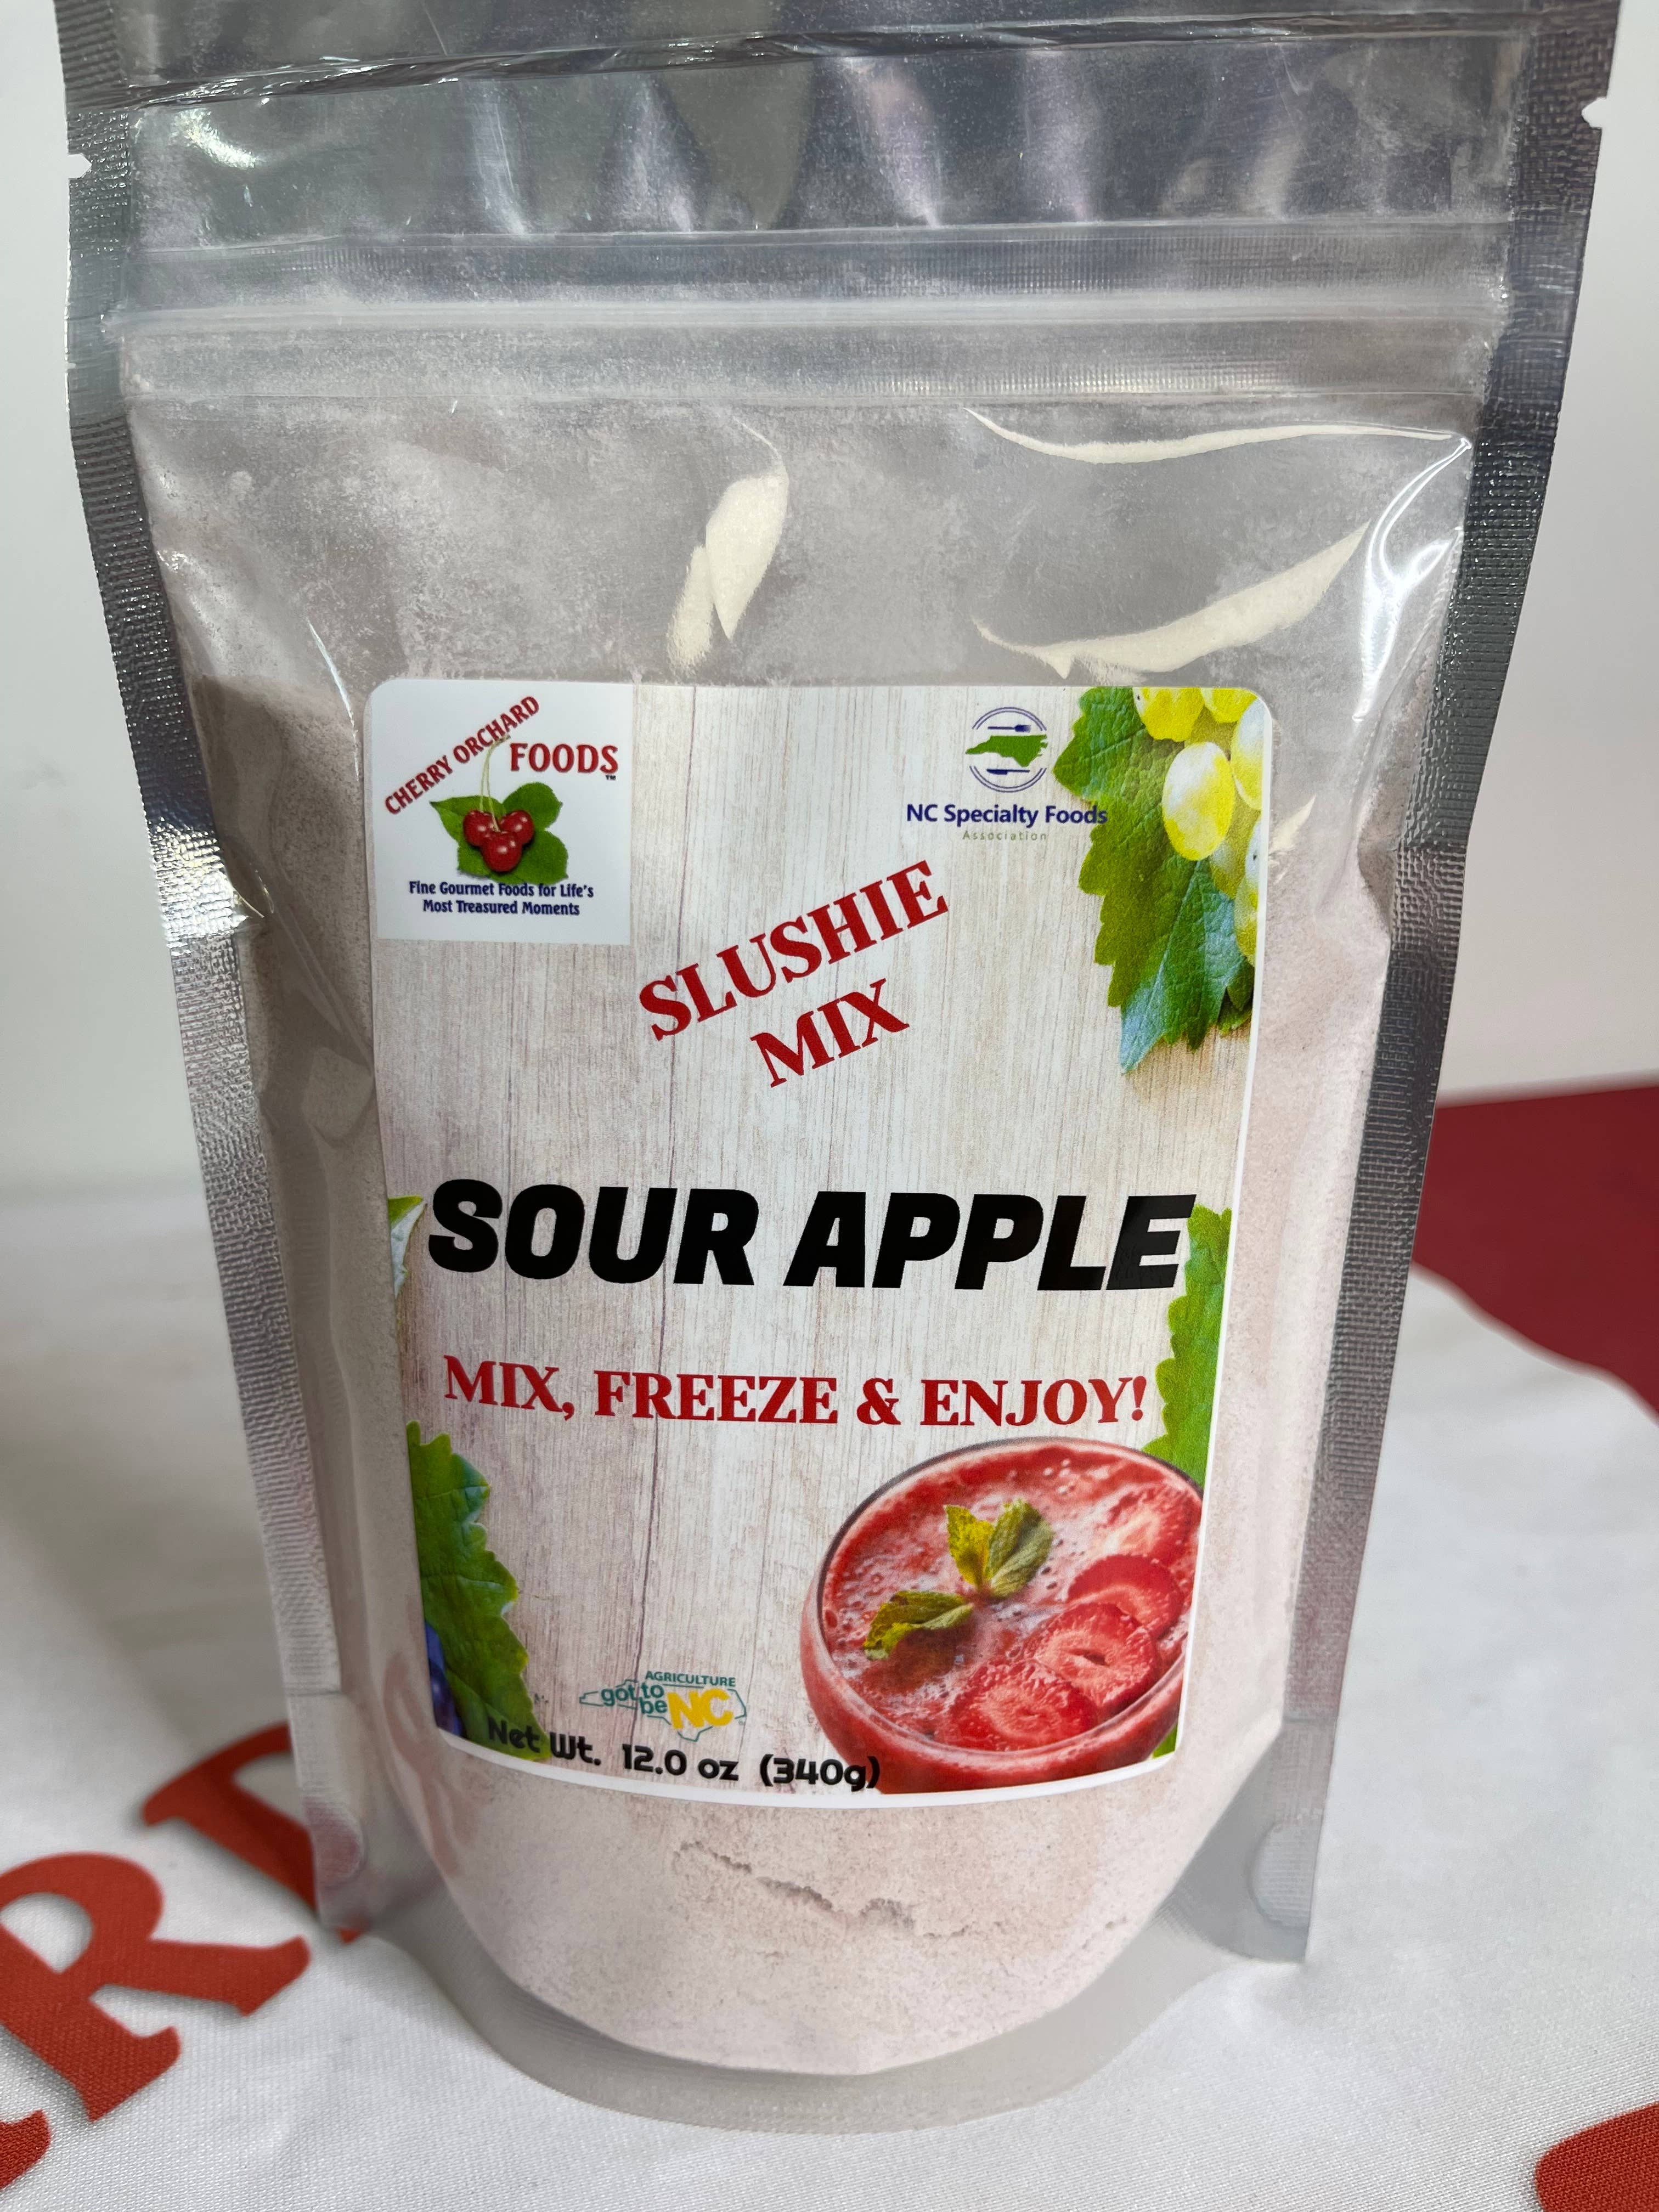 CHERRY ORCHARD
FOODS
™
Fine Gourmet Foods for Life's
Most Treasured Moments
NC Specialty Foods
Association
SLUSHIE
MIX
SOUR APPLE
MIX, FREEZE & ENJOY!
AGRICULTURE
got to
be NC
Net Wt. 12.0 oz (340g)
R